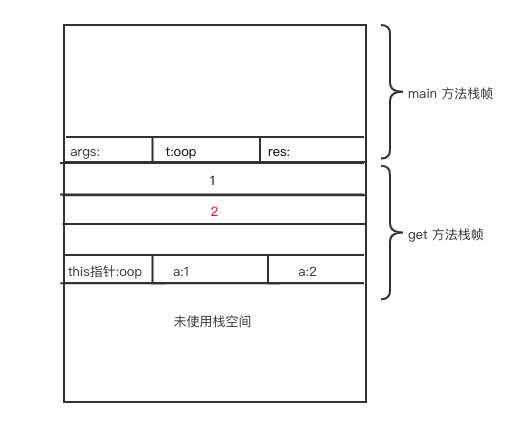 main 方法栈帧
args: t:oop res:
1
2
get 方法栈帧
this指针:oop a:1 a:2
未使用栈空间